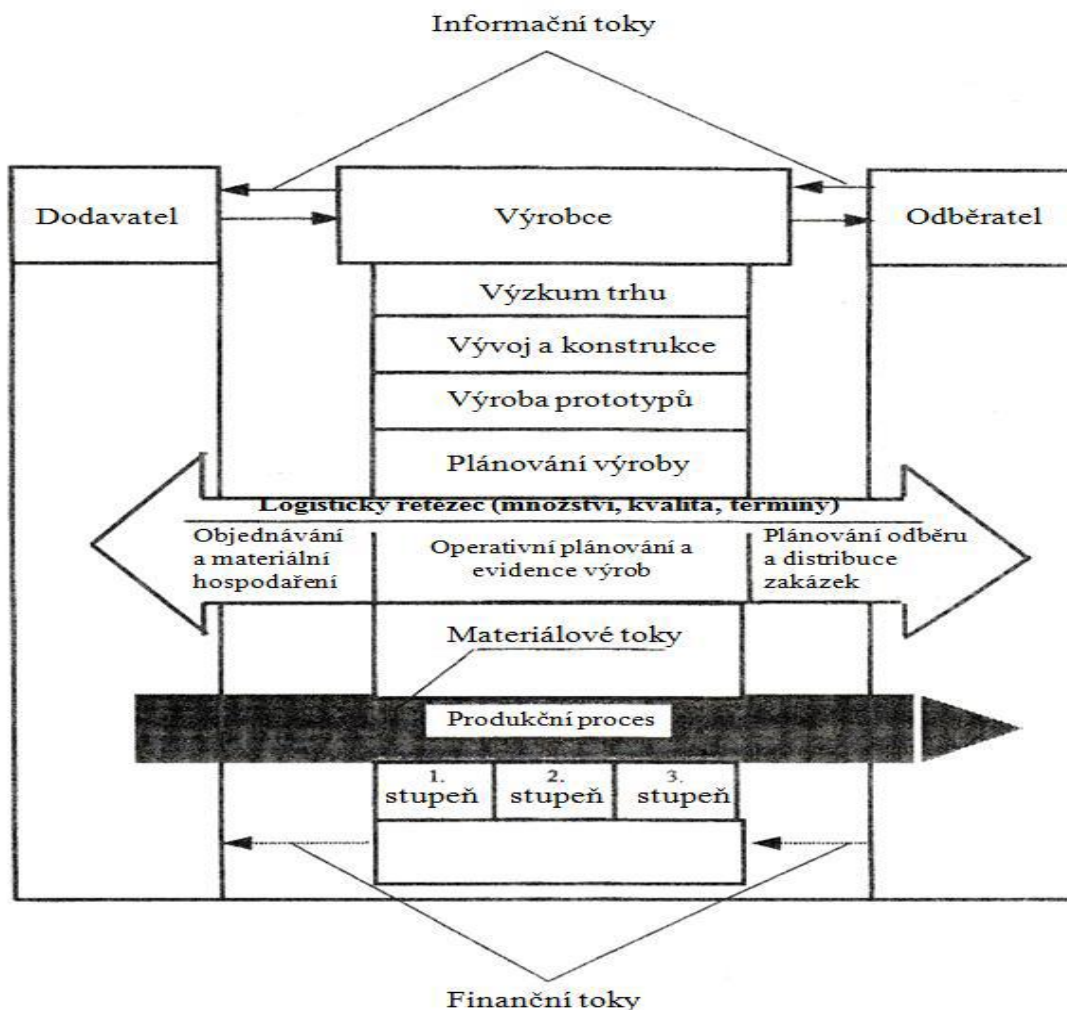 Informační toky
Dodavatel
Výrobce
Odběratel
Výzkum trhu
Vývoj a konstrukce
Výroba prototypů
Plánování výroby
Logistický řetězec (množství, kvalita, termíny)
Objednávání
a materiální
hospodaření
Operativní plánování a
evidence výrob
Plánování odběru
a distribuce
zakázek
Materiálové toky
Produkční proces
1.
stupeň
2.
stupeň
3.
stupeň
Finanční toky